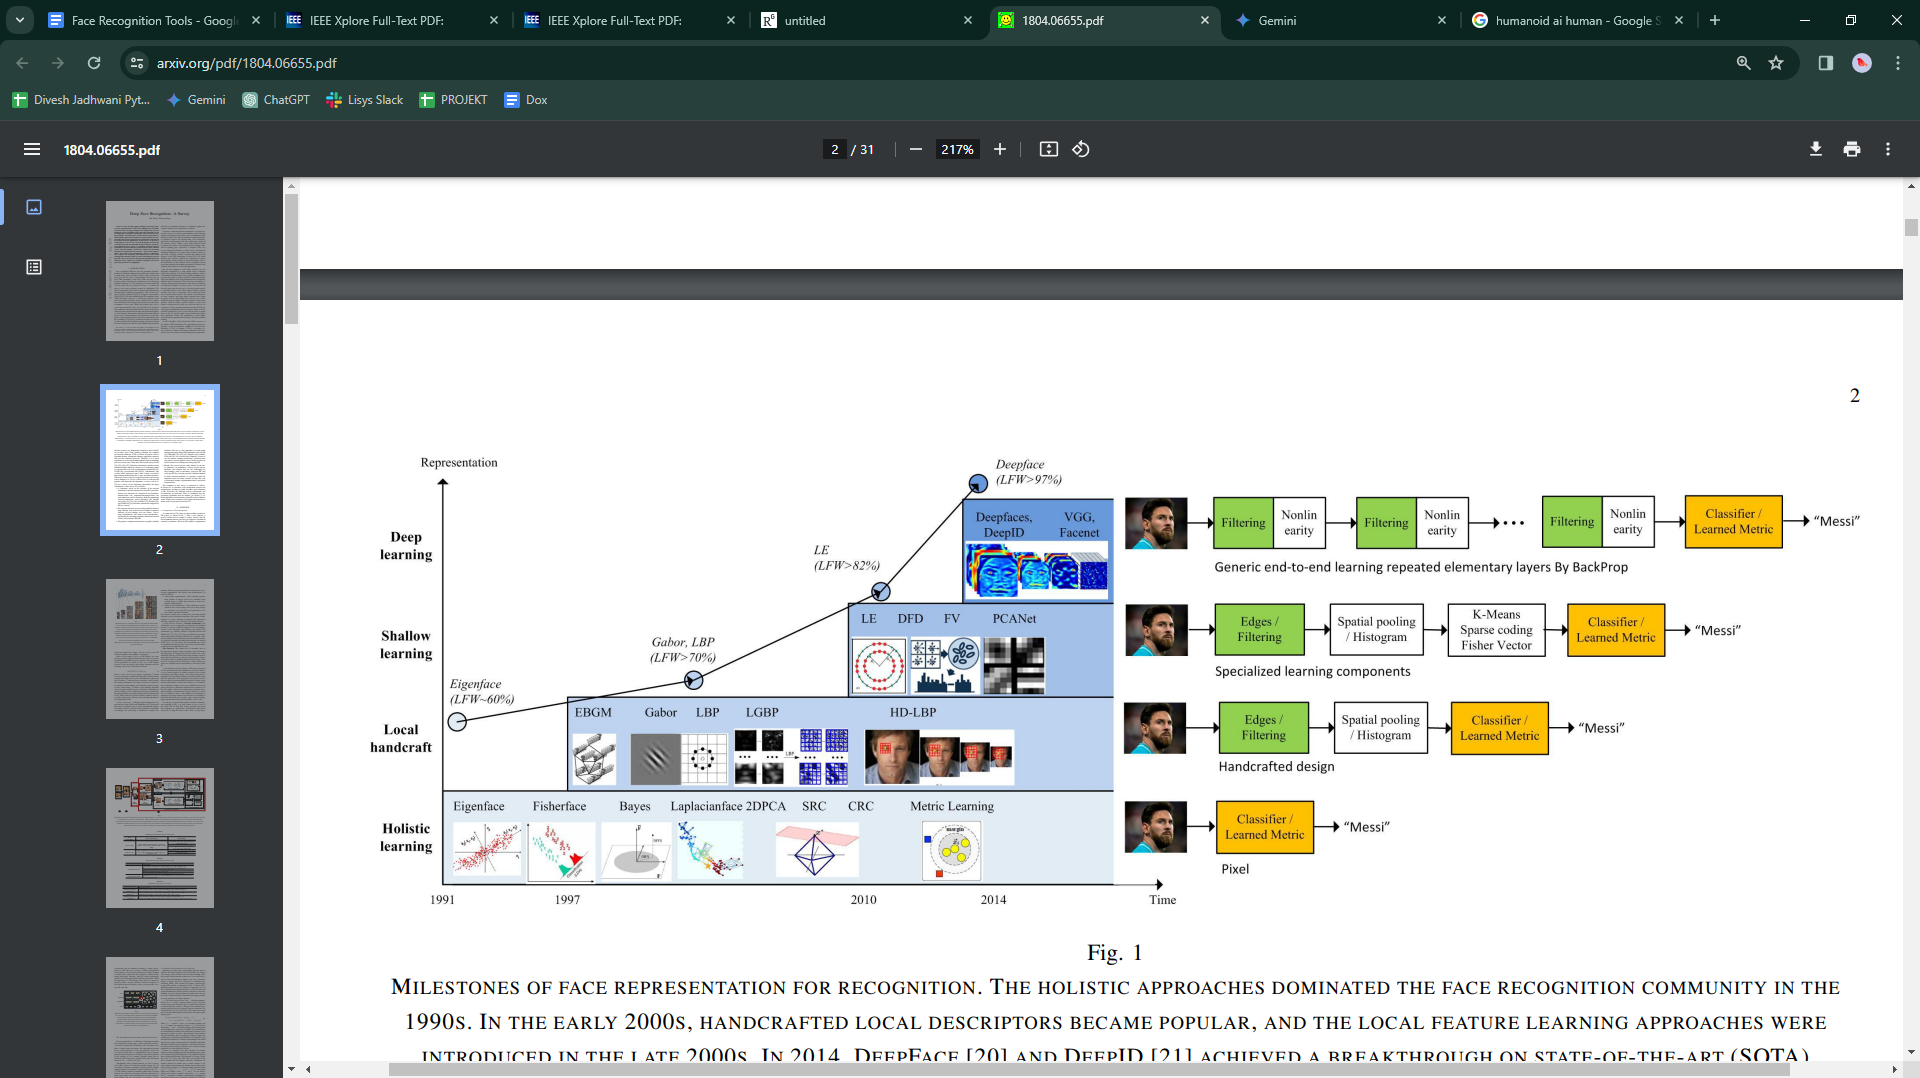 Face Recognition Tools - Googl
IEEE Xplore Full-Text PDF:
IEEE Xplore Full-Text PDF:
untitled
1804.06655.pdf
Gemini
humanoid ai human - Google S
arxiv.org/pdf/1804.06655.pdf
Divesh Jadhwani Pyt...
Gemini
ChatGPT
Lisys Slack
PROJEKT
Dox
1804.06655.pdf
2 / 31
217%
1
2
3
4
2
Representation
Deep
learning
Shallow
learning
Local
handcraft
Holistic
learning
Eigenface
(LFW~60%)
Gabor, LBP
(LFW>70%)
LE
(LFW>82%)
Deepface
(LFW>97%)
Deepfaces,
DeepID
VGG,
Facenet
LE DFD FV PCANet
EBGM Gabor LBP LGBP HD-LBP
LBP
Eigenface Fisherface Bayes Laplacianface 2DPCA SRC CRC Metric Learning
margin
1991 1997 2010 2014 Time
Filtering
Nonlin
earity
Filtering
Nonlin
earity
Filtering
Nonlin
earity
Classifier /
Learned Metric
“Messi”
Generic end-to-end learning repeated elementary layers By BackProp
Edges /
Filtering
Spatial pooling
/ Histogram
K-Means
Sparse coding
Fisher Vector
Classifier /
Learned Metric
“Messi”
Specialized learning components
Edges /
Filtering
Spatial pooling
/ Histogram
Classifier /
Learned Metric
“Messi”
Handcrafted design
Classifier /
Learned Metric
“Messi”
Pixel
Fig. 1
MILESTONES OF FACE REPRESENTATION FOR RECOGNITION. THE HOLISTIC APPROACHES DOMINATED THE FACE RECOGNITION COMMUNITY IN THE
1990S. IN THE EARLY 2000S, HANDCRAFTED LOCAL DESCRIPTORS BECAME POPULAR, AND THE LOCAL FEATURE LEARNING APPROACHES WERE
INTRODUCED IN THE LATE 2000S. IN 2014, DEEPFACE [20] AND DEEPID [21] ACHIEVED A BREAKTHROUGH ON STATE-OF-THE-ART (SOTA)